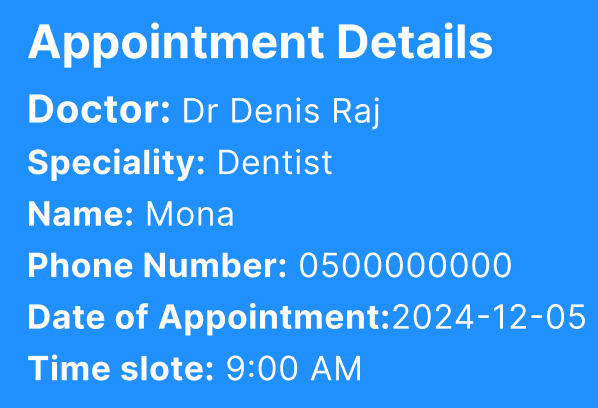 Appointment Details
Doctor: Dr Denis Raj
Speciality: Dentist
Name: Mona
Phone Number: 0500000000
Date of Appointment:2024-12-05
Time slote: 9:00 AM